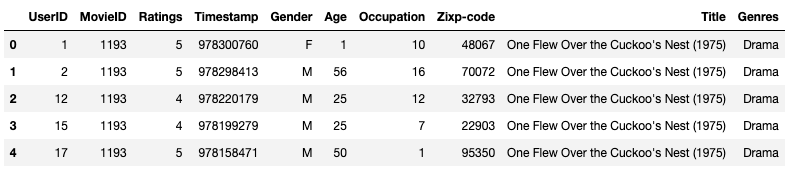 UserID MovieID Ratings Timestamp Gender Age Occupation Zixp-code Title Genres
0 1 1193 5 978300760 F 1 10 48067 One Flew Over the Cuckoo's Nest (1975) Drama
1 2 1193 5 978298413 M 56 16 70072 One Flew Over the Cuckoo's Nest (1975) Drama
2 12 1193 4 978220179 M 25 12 32793 One Flew Over the Cuckoo's Nest (1975) Drama
3 15 1193 4 978199279 M 25 7 22903 One Flew Over the Cuckoo's Nest (1975) Drama
4 17 1193 5 978158471 M 50 1 95350 One Flew Over the Cuckoo's Nest (1975) Drama